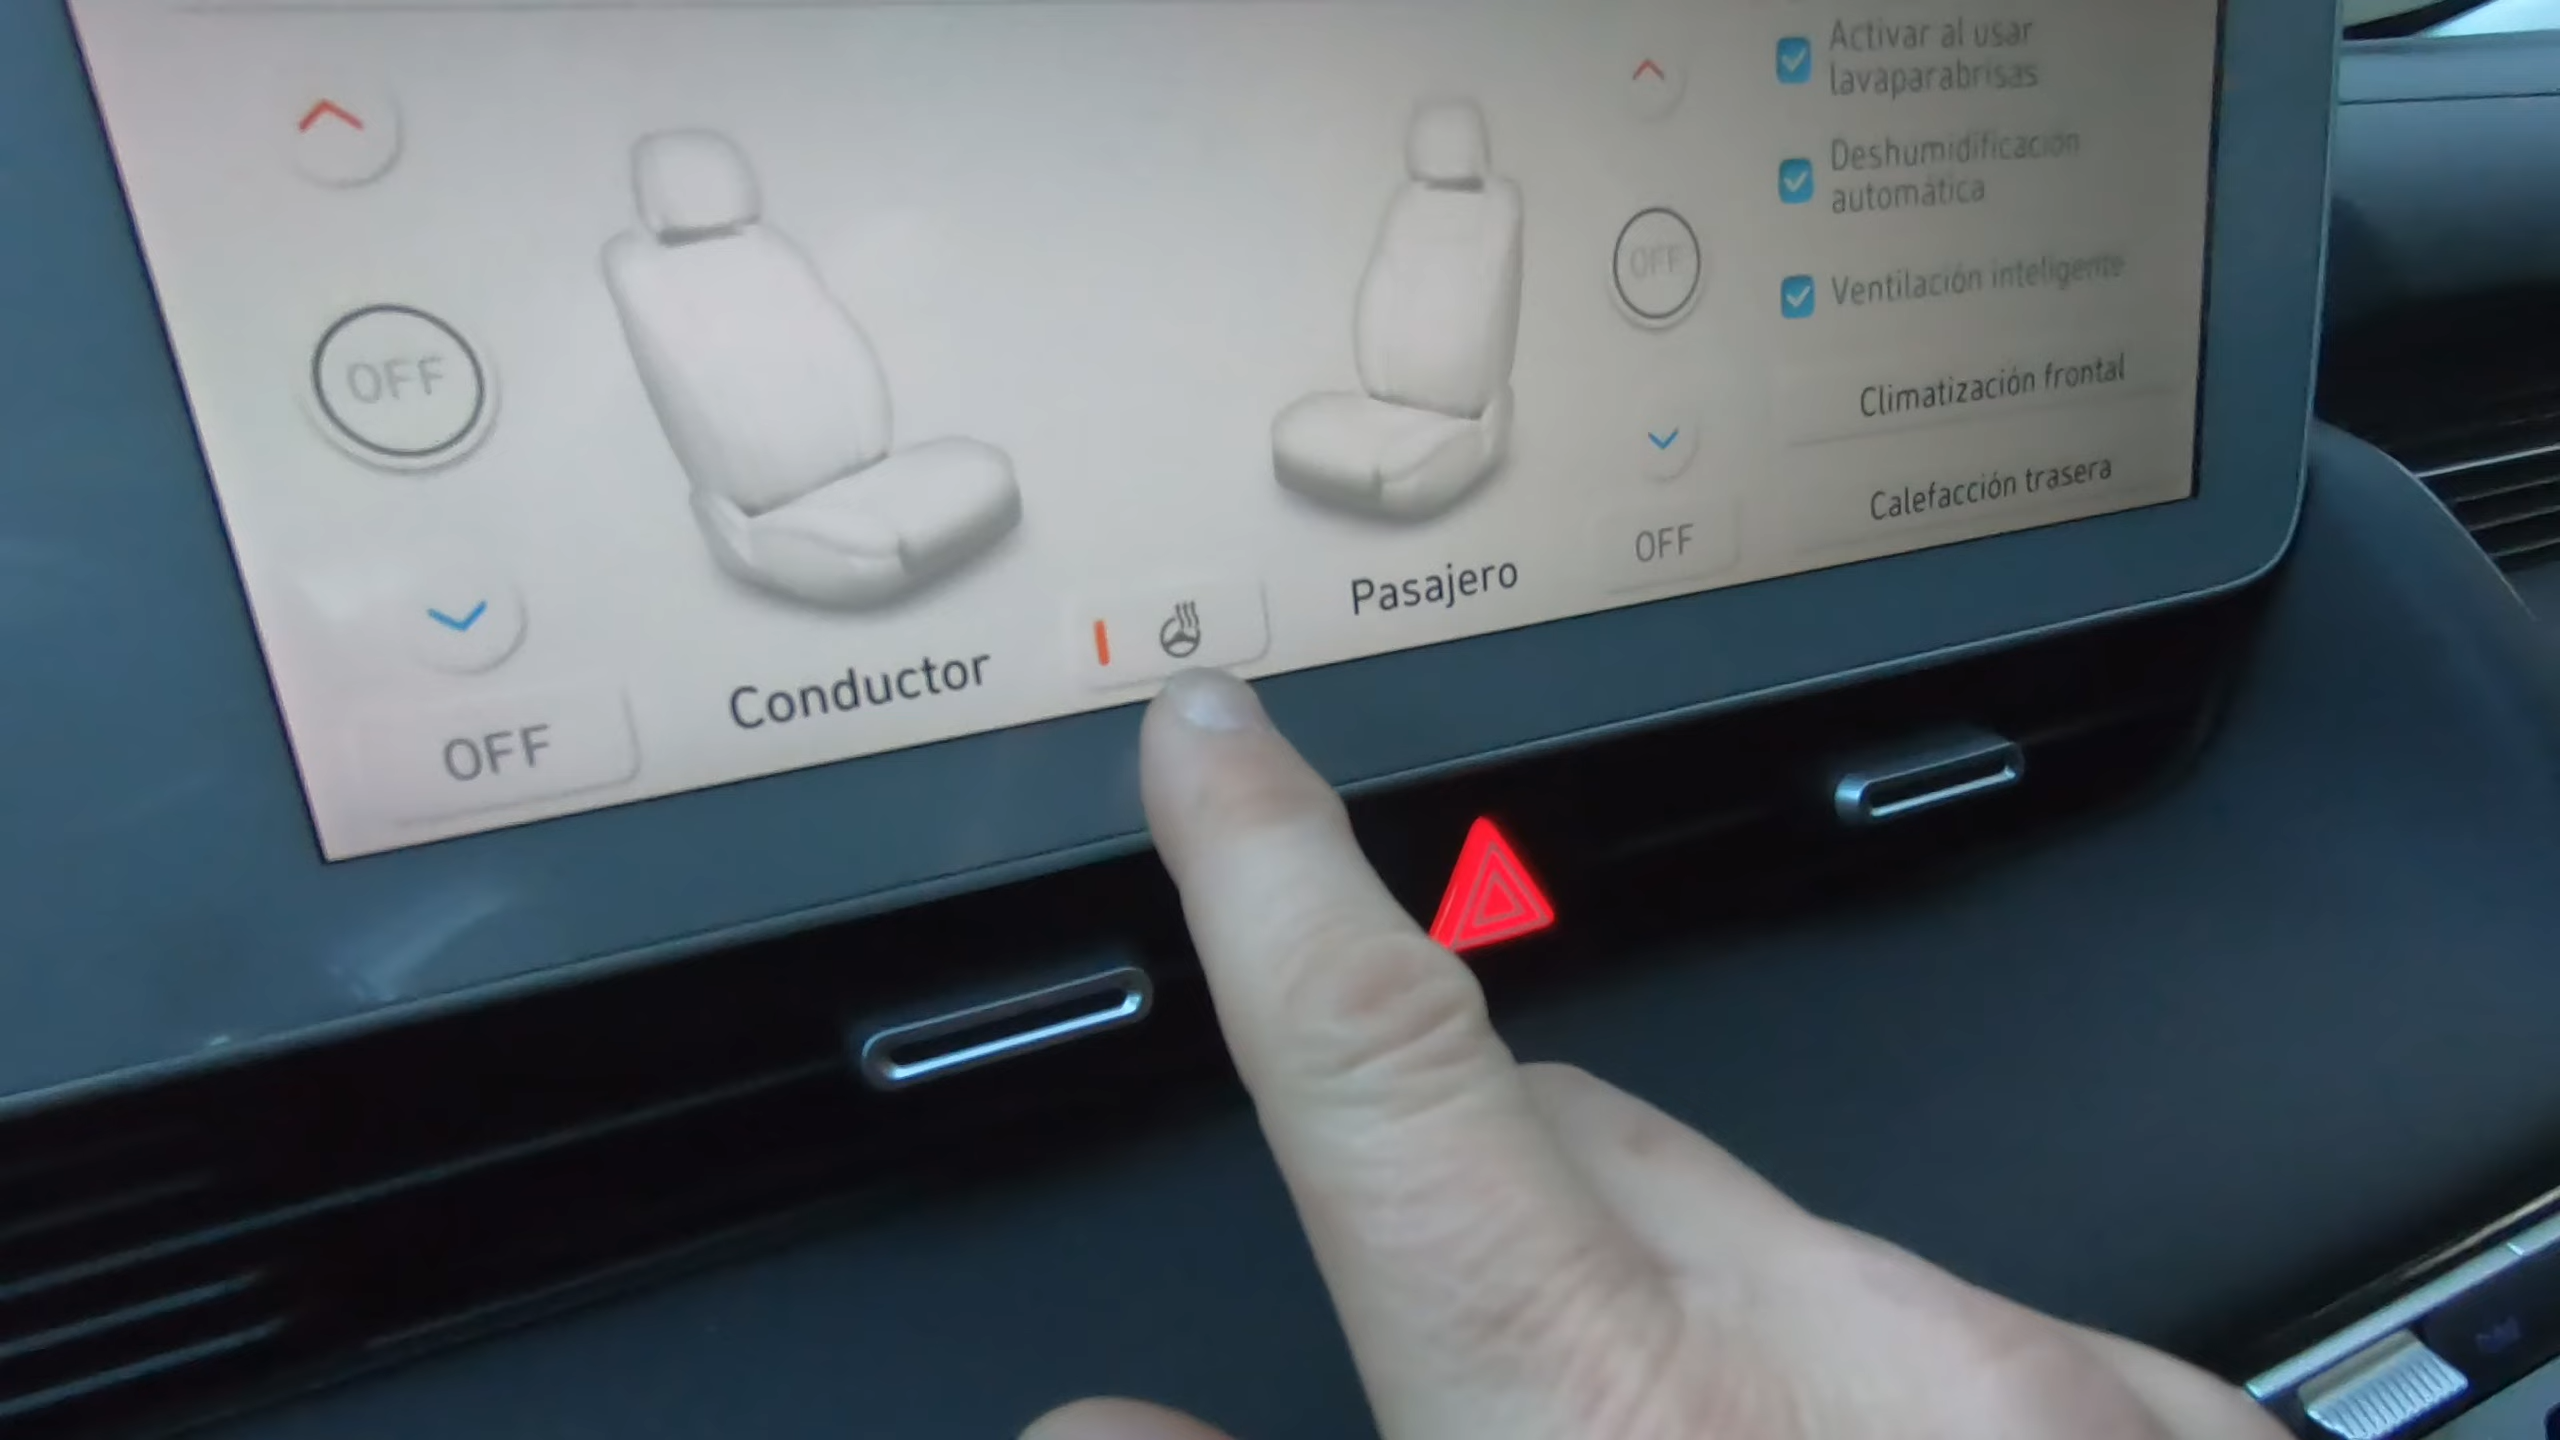 OFF
OFF
Conductor
Pasajero
OFF
OFF
Activar al usar
lavaparabrisas
Deshumidificación
automática
Ventilación inteligente
Climatización frontal
Calefacción trasera